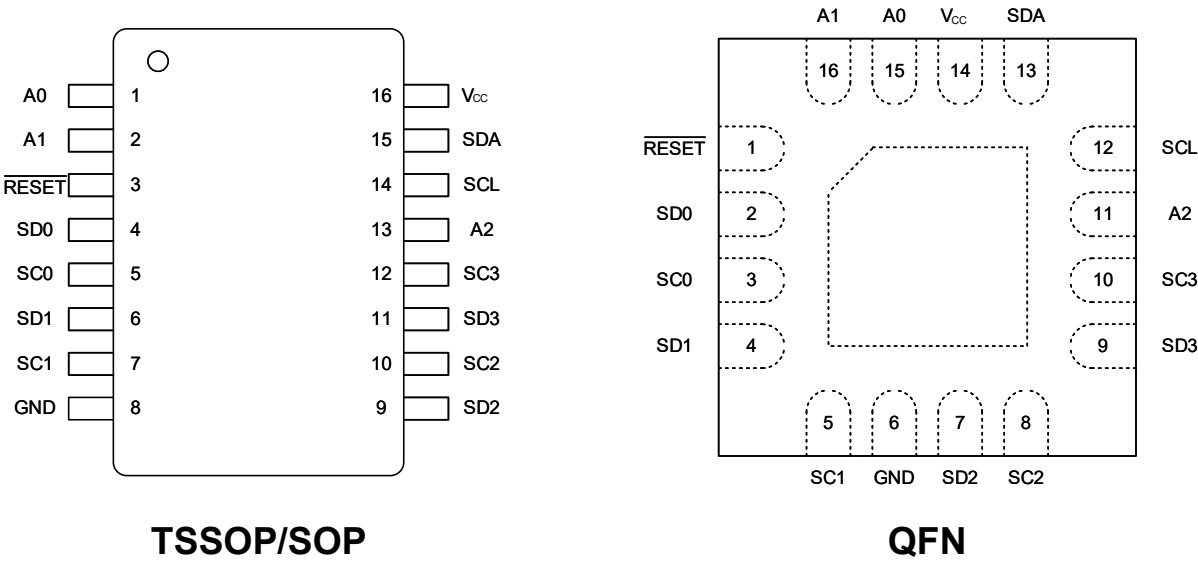 A0 1 16 Vcc
A1 2 15 SDA
RESET 3 14 SCL
SD0 4 13 A2
SC0 5 12 SC3
SD1 6 11 SD3
SC1 7 10 SC2
GND 8 9 SD2
TSSOP/SOP
A1 A0 Vcc SDA
16 15 14 13
RESET 1 12 SCL
SD0 2 11 A2
SC0 3 10 SC3
SD1 4 9 SD3
5 6 7 8
SC1 GND SD2 SC2
QFN